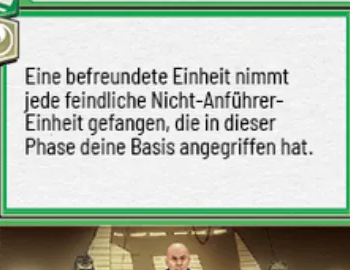 Eine befreundete Einheit nimmt
jede feindliche Nicht-Anführer-
Einheit gefangen, die in dieser
Phase deine Basis angegriffen hat.